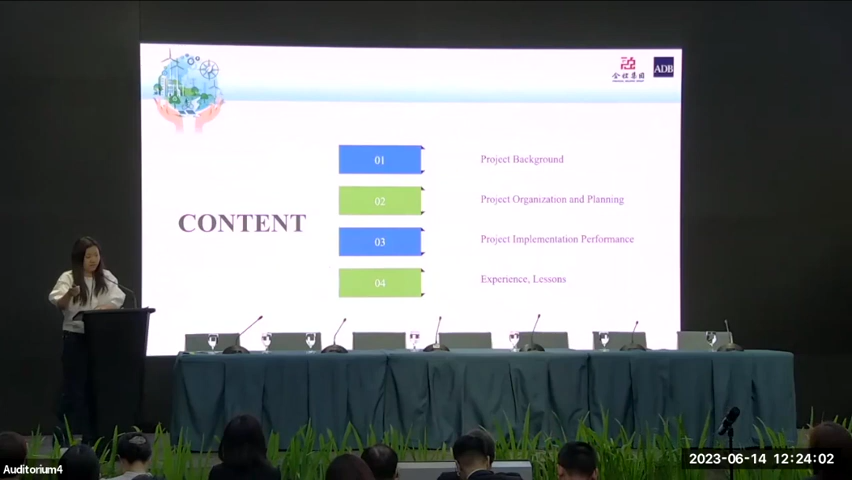 ADB
CONTENT
01
Project Background
02
Project Organization and Planning
03
Project Implementation Performance
04
Experience, Lessons
Auditorium4
2023-06-14 12:24:02